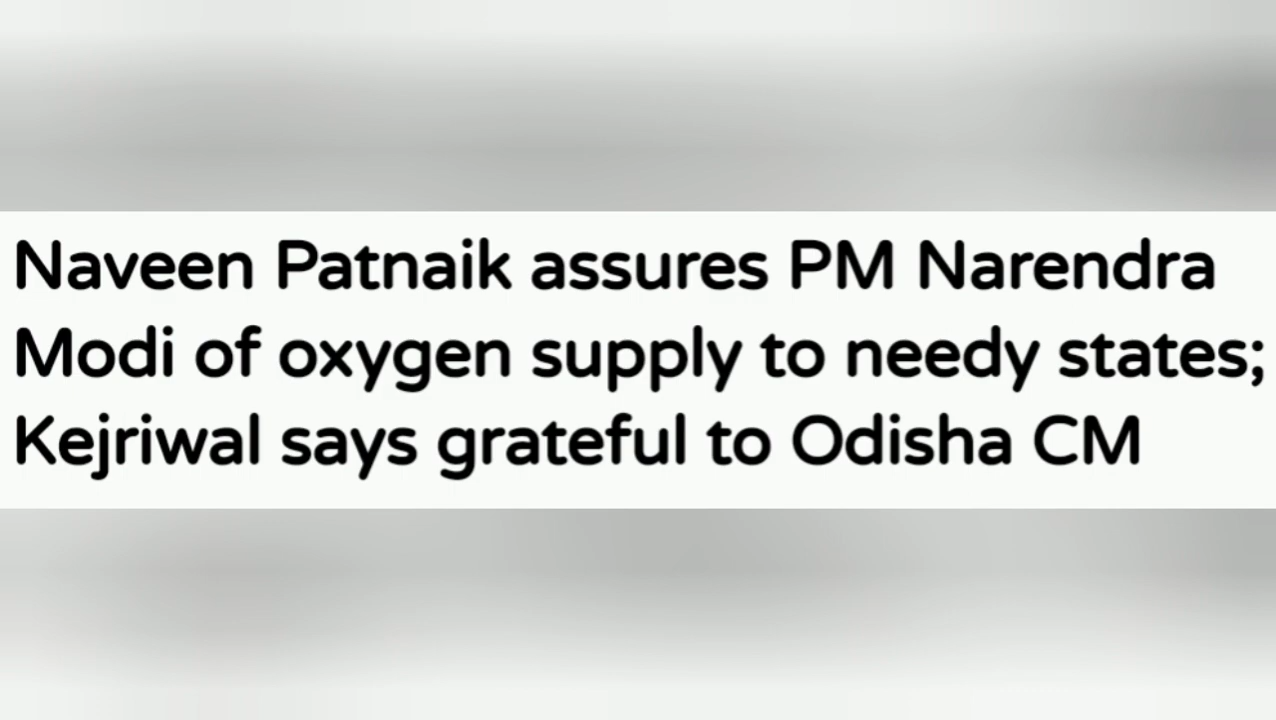 Naveen Patnaik assures PM Narendra
Modi of oxygen supply to needy states;
Kejriwal says grateful to Odisha CM